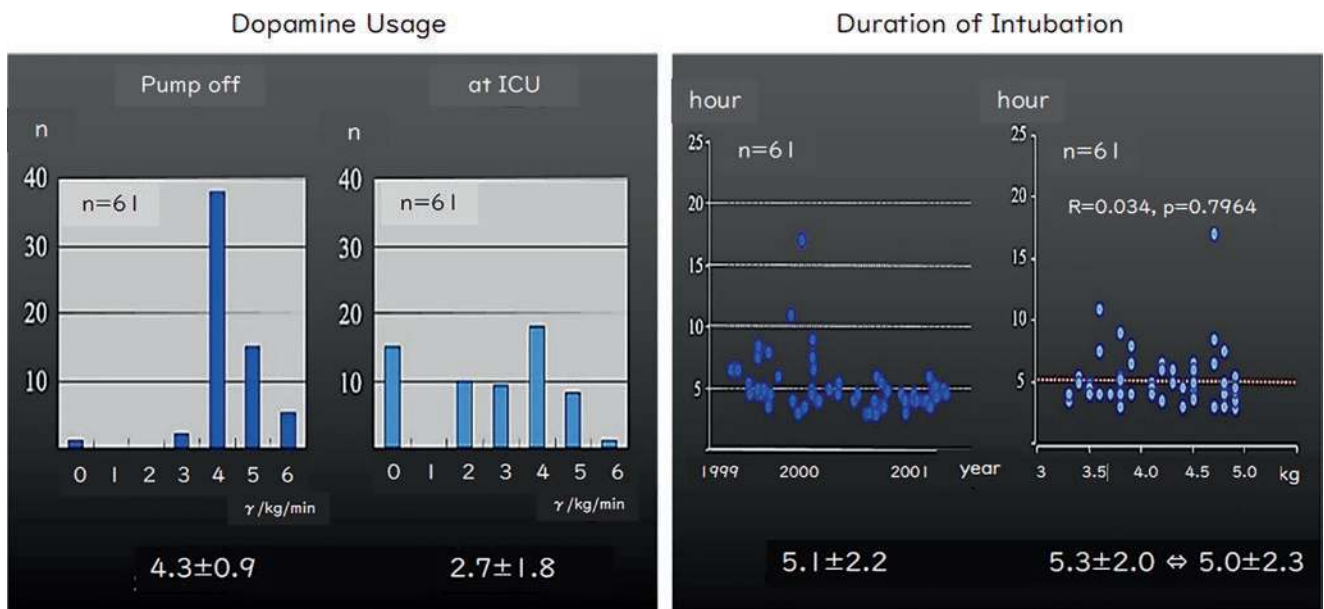 Dopamine Usage
Duration of Intubation
Pump off
at ICU
n
n
40
30
20
10
n=61
0 1 2 3 4 5 6
γ/kg/min
40
30
20
10
n=61
0 1 2 3 4 5 6
γ/kg/min
4.3±0.9
2.7±1.8
hour
25
20
15
10
5
n=61
1999 2000 2001 year
hour
25
20
15
10
5
n=61
R=0.034, p=0.7964
3 3.5 4.0 4.5 5.0 kg
5.1±2.2
5.3±2.0 ⇔ 5.0±2.3